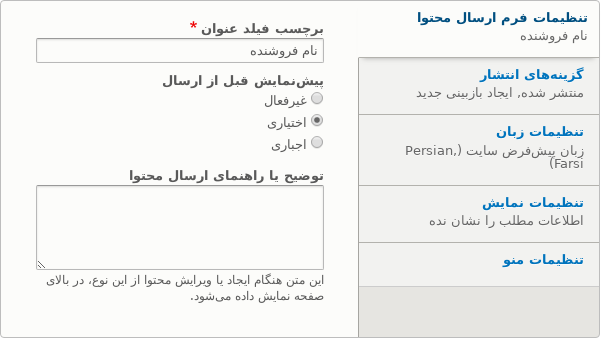 تنظیمات فرم ارسال محتوا
نام فروشنده
گزینه‌های انتشار
منتشر شده, ایجاد بازبینی جدید
تنظیمات زبان
زبان پیش‌فرض سایت (Persian,
Farsi)
تنظیمات نمایش
اطلاعات مطلب را نشان نده
تنظیمات منو
برچسب فیلد عنوان *
نام فروشنده
پیش‌نمایش قبل از ارسال
غیرفعال
اختیاری
اجباری
توضیح یا راهنمای ارسال محتوا
این متن هنگام ایجاد یا ویرایش محتوا از این نوع، در بالای
صفحه نمایش داده می‌شود.